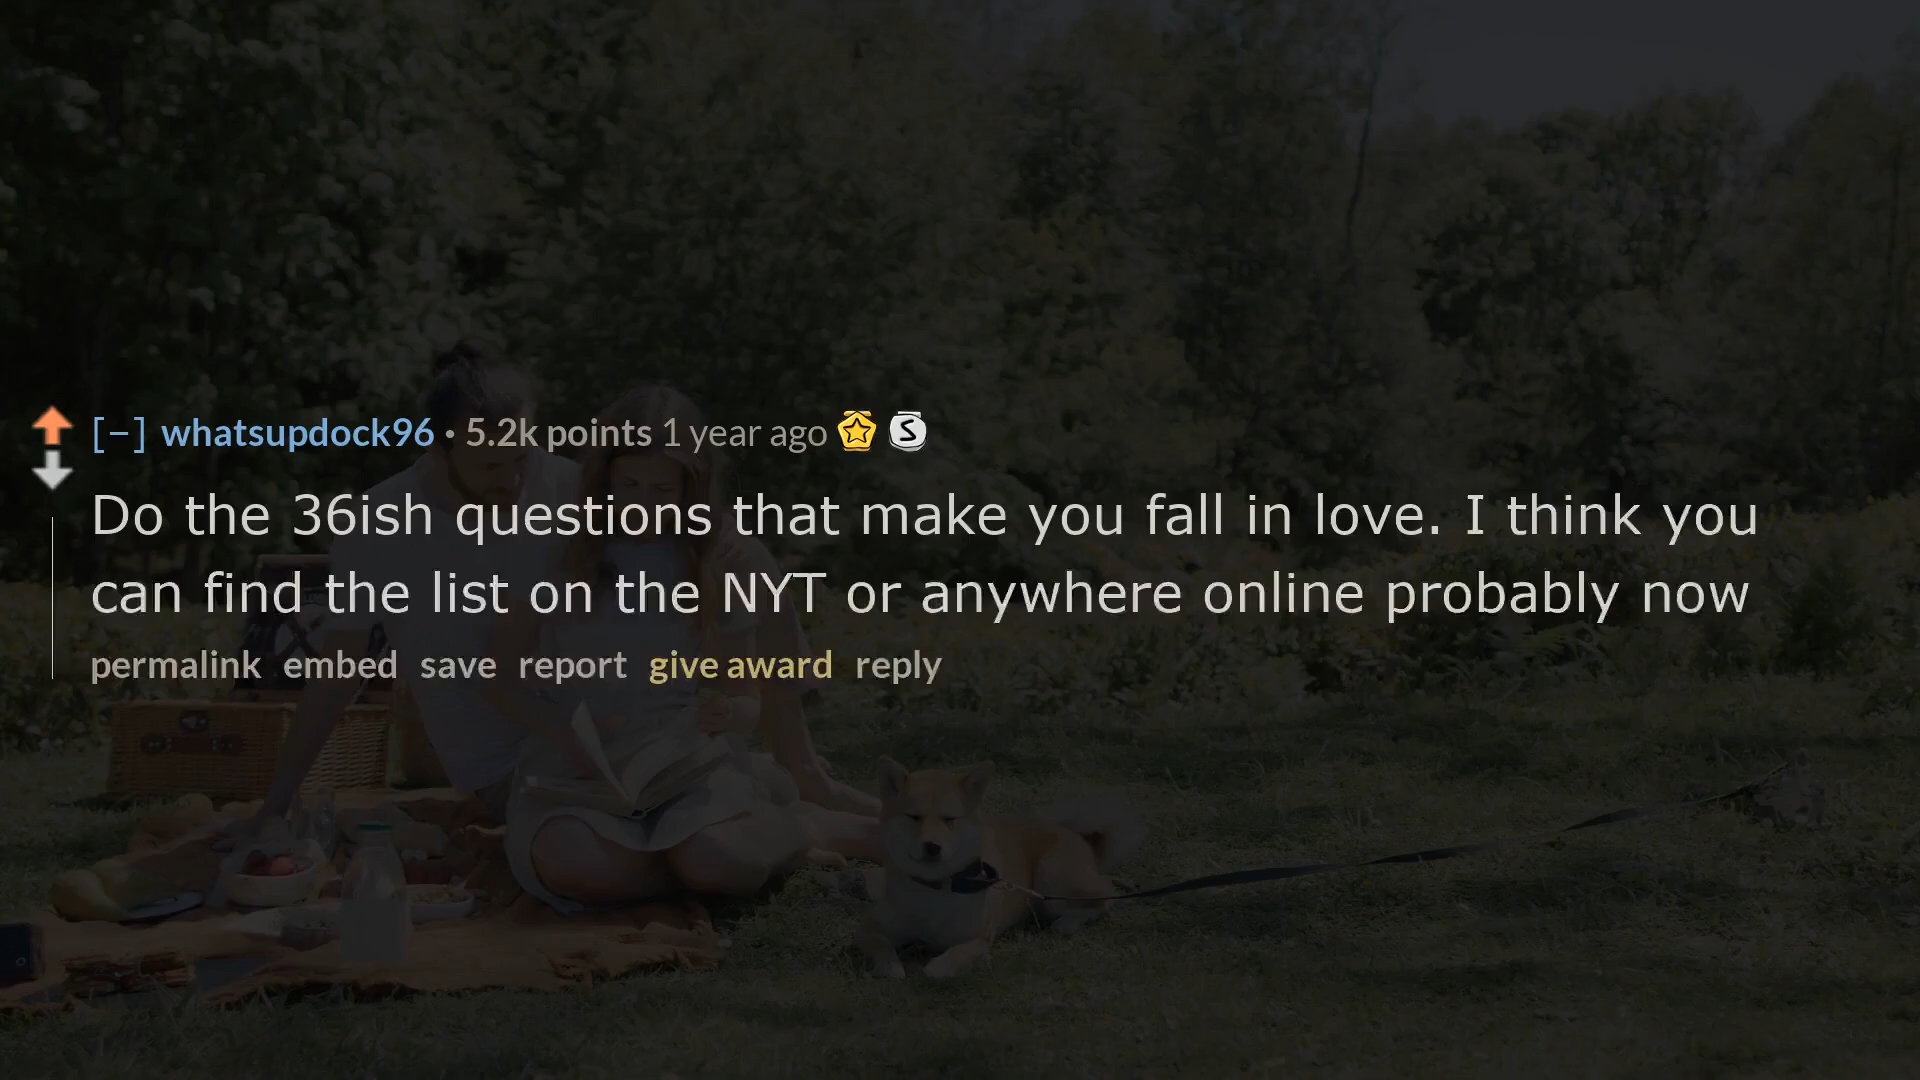 [–] whatsupdock96 · 5.2k points 1 year ago S
Do the 36ish questions that make you fall in love. I think you
can find the list on the NYT or anywhere online probably now
permalink embed save report give award reply